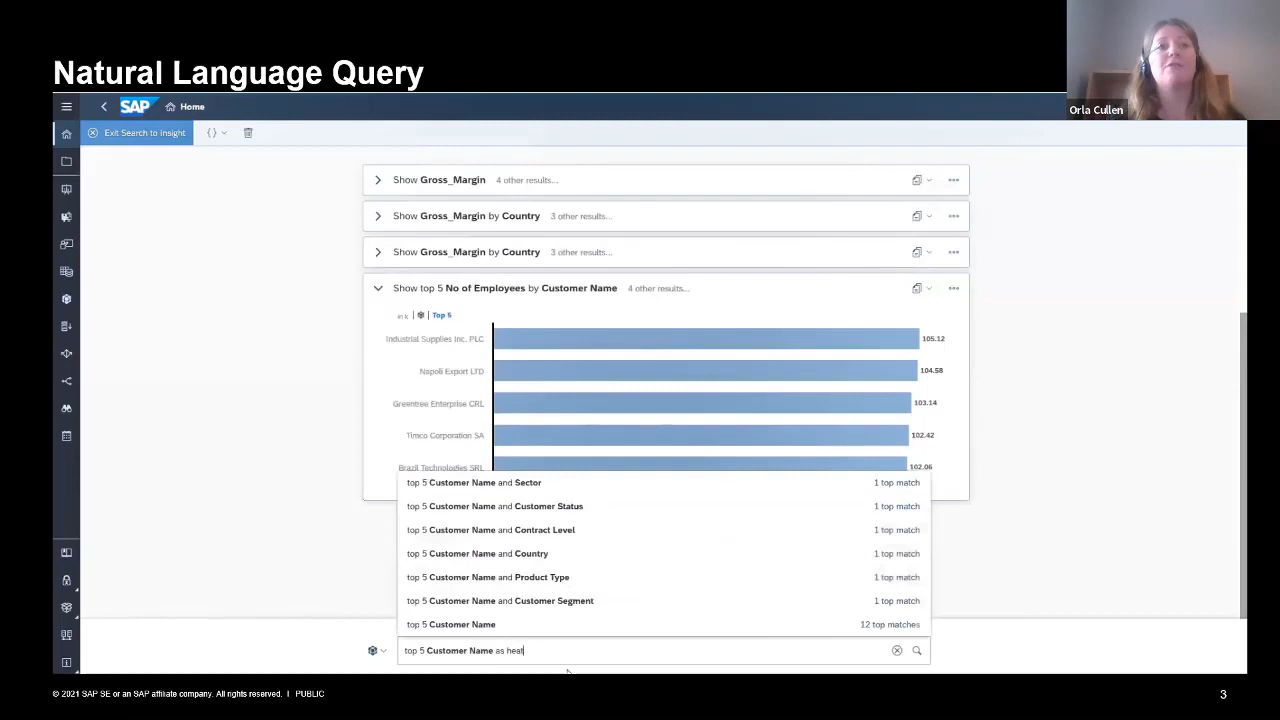 Natural Language Query
Orla Cullen
SAP Home
Exit Search to Insight { }
Show Gross_Margin 4 other results...
Show Gross_Margin by Country 3 other results...
Show Gross_Margin by Country 3 other results...
Show top 5 No of Employees by Customer Name 4 other results...
in k | | Top 5
Industrial Supplies Inc. PLC 105.12
Napoli Export LTD 104.58
Greentree Enterprise CRL 103.14
Timco Corporation SA 102.42
Brazil Technologies SRL 102.06
top 5 Customer Name and Sector 1 top match
top 5 Customer Name and Customer Status 1 top match
top 5 Customer Name and Contract Level 1 top match
top 5 Customer Name and Country 1 top match
top 5 Customer Name and Product Type 1 top match
top 5 Customer Name and Customer Segment 1 top match
top 5 Customer Name 12 top matches
top 5 Customer Name as heat
© 2021 SAP SE or an SAP affiliate company. All rights reserved. | PUBLIC 3